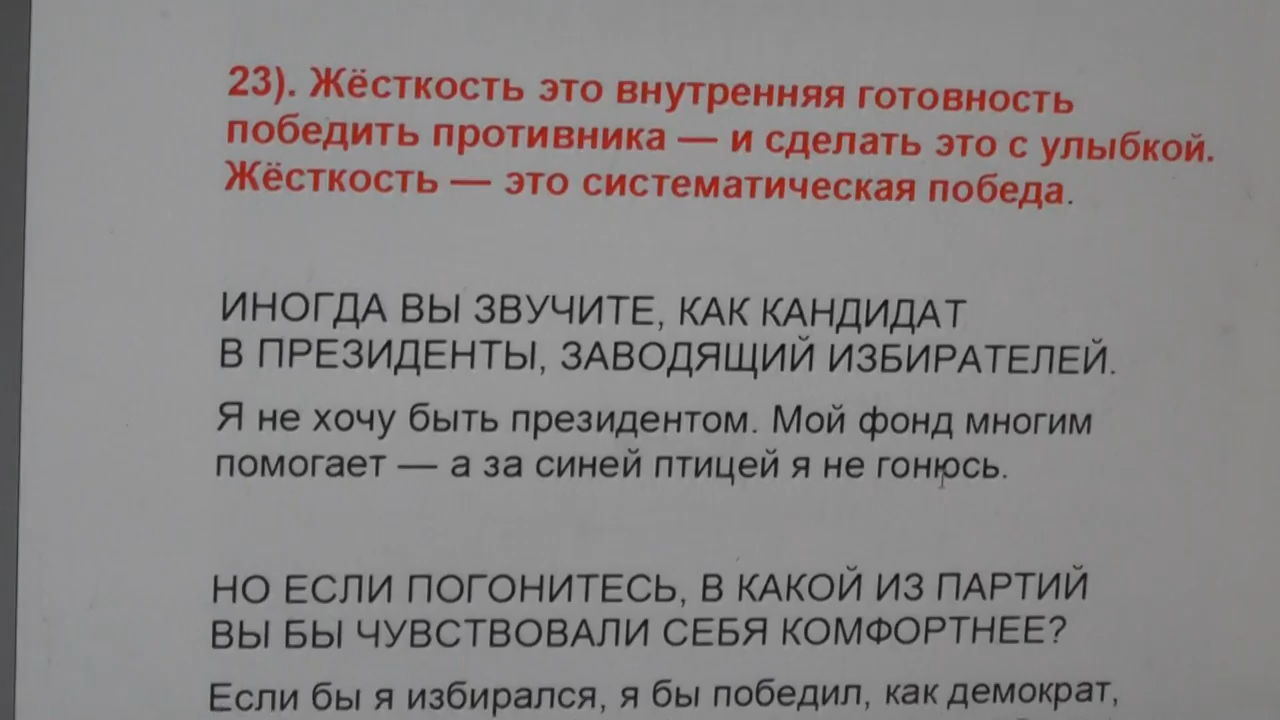 23). Жёсткость это внутренняя готовность
победить противника — и сделать это с улыбкой.
Жёсткость — это систематическая победа.
ИНОГДА ВЫ ЗВУЧИТЕ, КАК КАНДИДАТ
В ПРЕЗИДЕНТЫ, ЗАВОДЯЩИЙ ИЗБИРАТЕЛЕЙ.
Я не хочу быть президентом. Мой фонд многим
помогает — а за синей птицей я не гонюсь.
НО ЕСЛИ ПОГОНИТЕСЬ, В КАКОЙ ИЗ ПАРТИЙ
ВЫ БЫ ЧУВСТВОВАЛИ СЕБЯ КОМФОРТНЕЕ?
Если бы я избирался, я бы победил, как демократ,